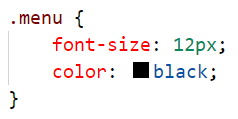 .menu {
    font-size: 12px;
    color: black;
}